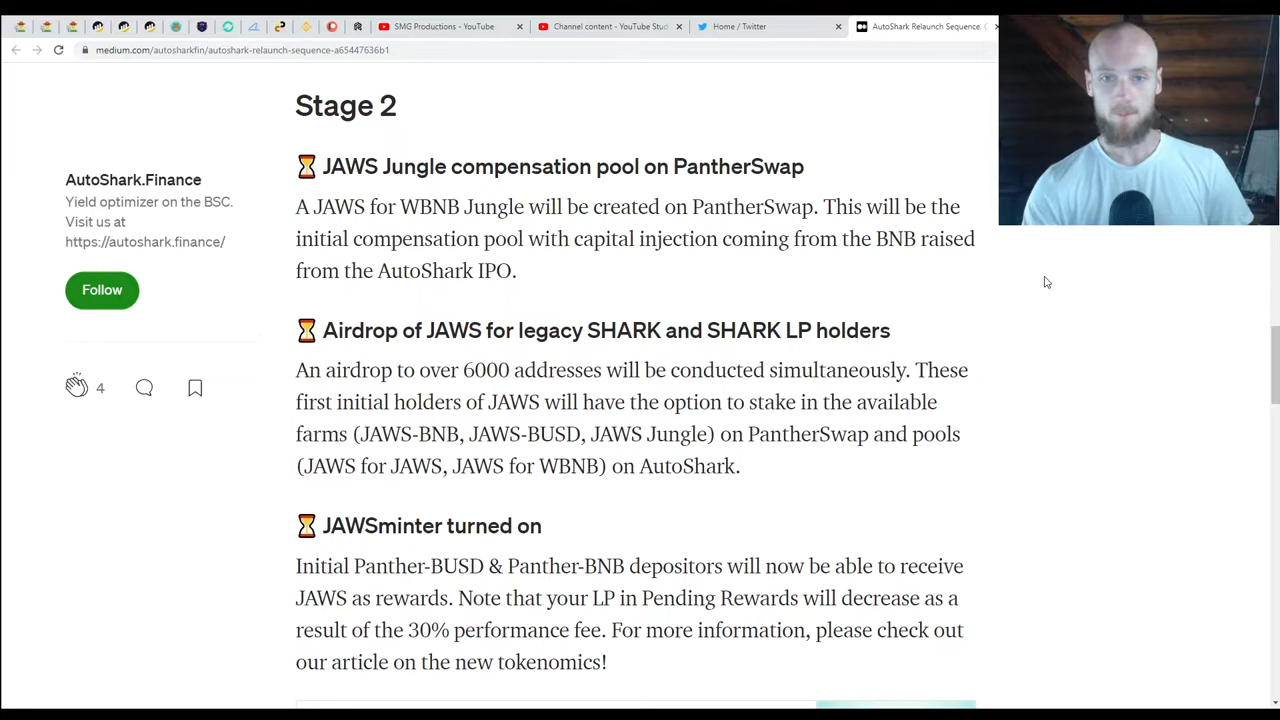 SMG Productions - YouTube
Channel content - YouTube Stud
Home / Twitter
AutoShark Relaunch Sequence. C
medium.com/autosharkfin/autoshark-relaunch-sequence-a65447636b1
Stage 2
JAWS Jungle compensation pool on PantherSwap
A JAWS for WBNB Jungle will be created on PantherSwap. This will be the
initial compensation pool with capital injection coming from the BNB raised
from the AutoShark IPO.
Airdrop of JAWS for legacy SHARK and SHARK LP holders
An airdrop to over 6000 addresses will be conducted simultaneously. These
first initial holders of JAWS will have the option to stake in the available
farms (JAWS-BNB, JAWS-BUSD, JAWS Jungle) on PantherSwap and pools
(JAWS for JAWS, JAWS for WBNB) on AutoShark.
JAWSminter turned on
Initial Panther-BUSD & Panther-BNB depositors will now be able to receive
JAWS as rewards. Note that your LP in Pending Rewards will decrease as a
result of the 30% performance fee. For more information, please check out
our article on the new tokenomics!
AutoShark.Finance
Yield optimizer on the BSC.
Visit us at
https://autoshark.finance/
Follow
4